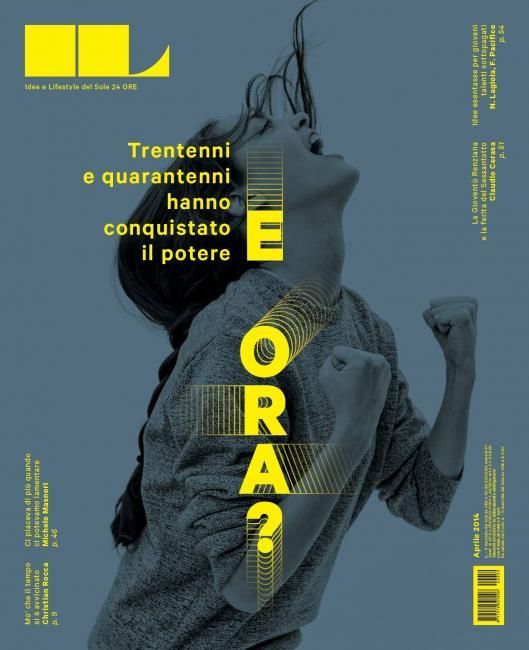 IL
Idee e Lifestyle del Sole 24 ORE
Trentenni
e quarantenni
hanno
conquistato
il potere
E
ORA?
Idee esentasse per giovani
talenti sottopagati
N. Lagioia, F. Pacifico
p. 54
La Gioventù Renziana
e la ferita del Sessantotto
Claudio Cerasa
p. 57
Ci piaceva di più quando
ci potevamo lamentare
Michele Masneri
p. 46
Mo' che il tempo
si è avvicinato
Christian Rocca
p. 9
Aprile 2014